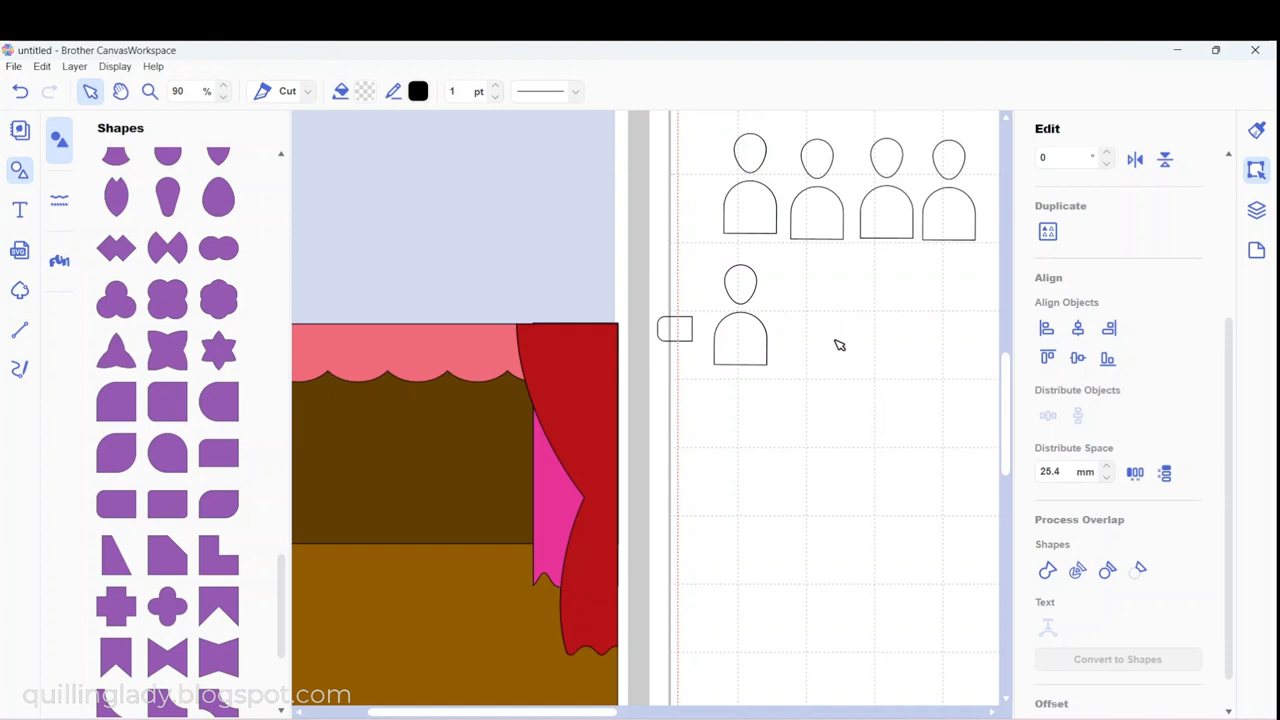 untitled - Brother CanvasWorkspace
File Edit Layer Display Help
90 % Cut 1 pt
Shapes
Edit
0 °
Duplicate
Align
Align Objects
Distribute Objects
Distribute Space
25.4 mm
Process Overlap
Shapes
Text
Convert to Shapes
Offset
SVG
quillinglady.blogspot.com